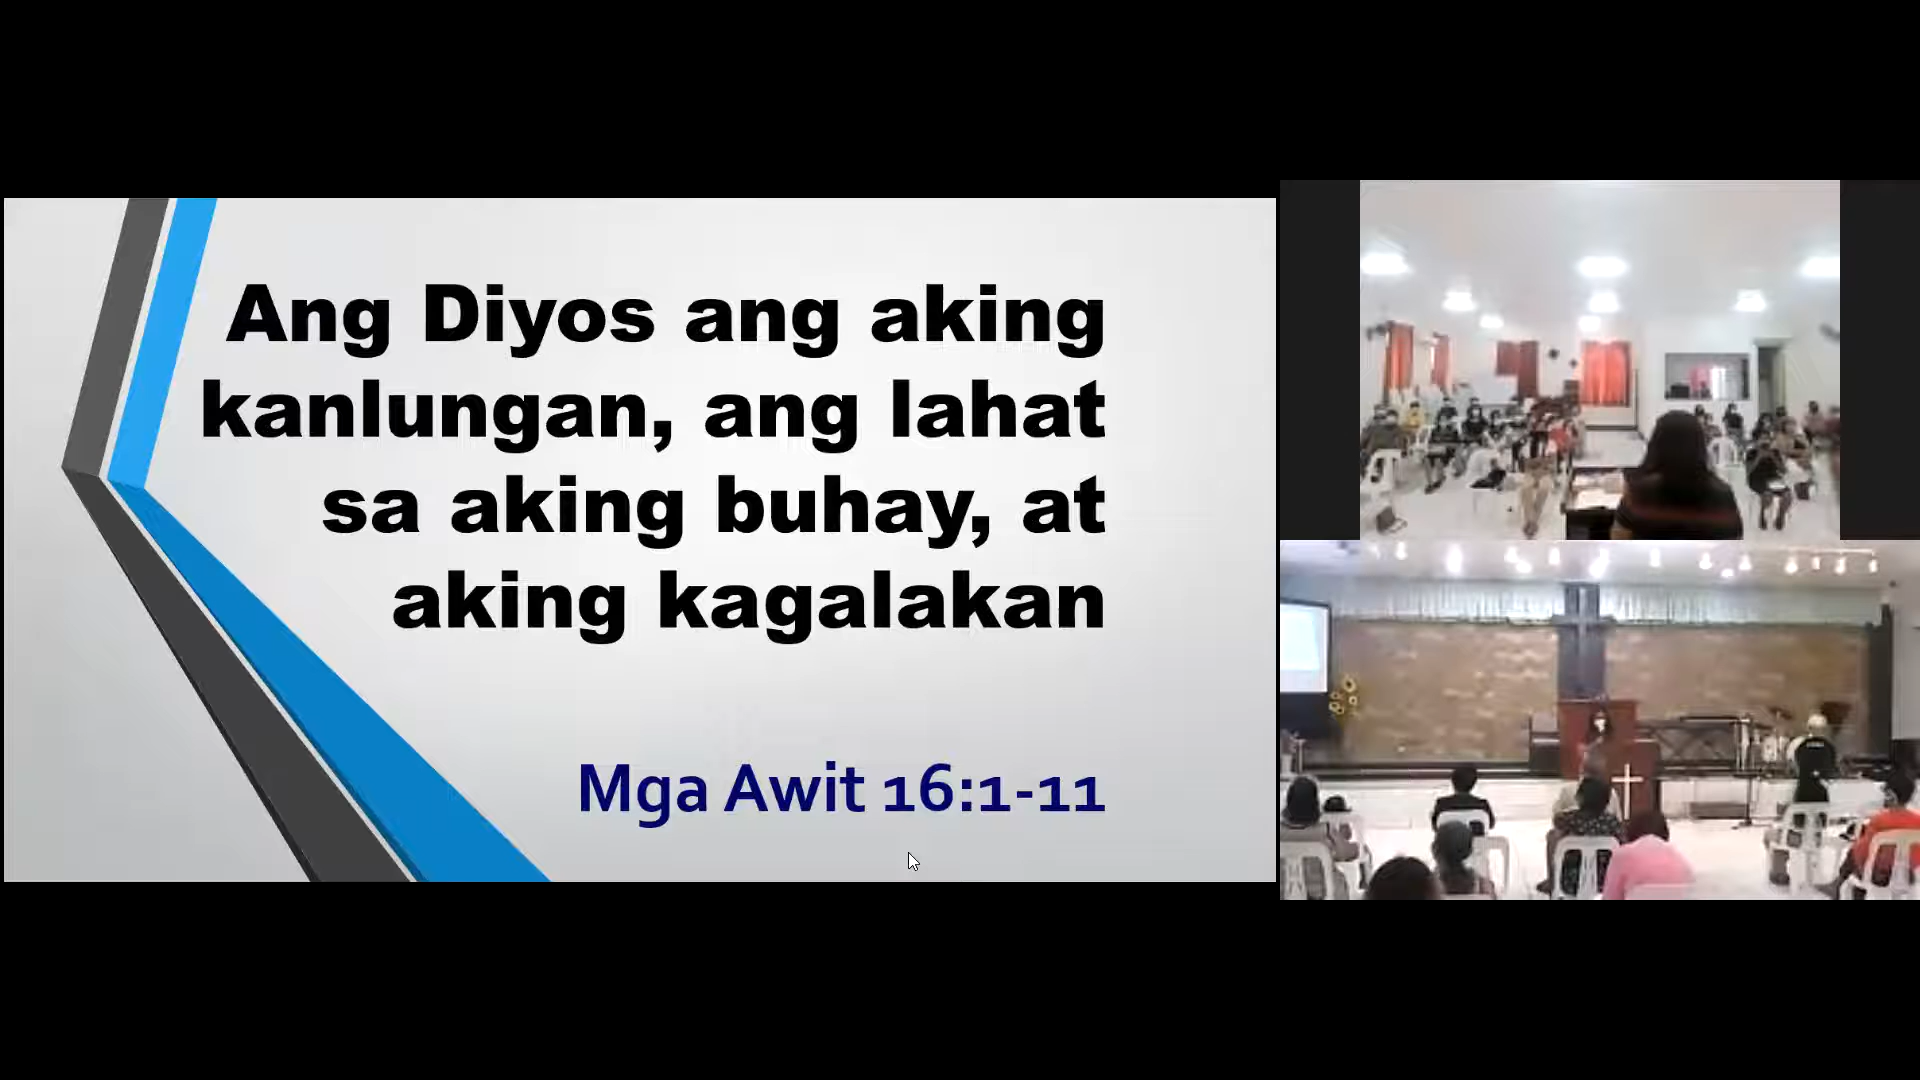 Ang Diyos ang aking
kanlungan, ang lahat
sa aking buhay, at
aking kagalakan
Mga Awit 16:1-11